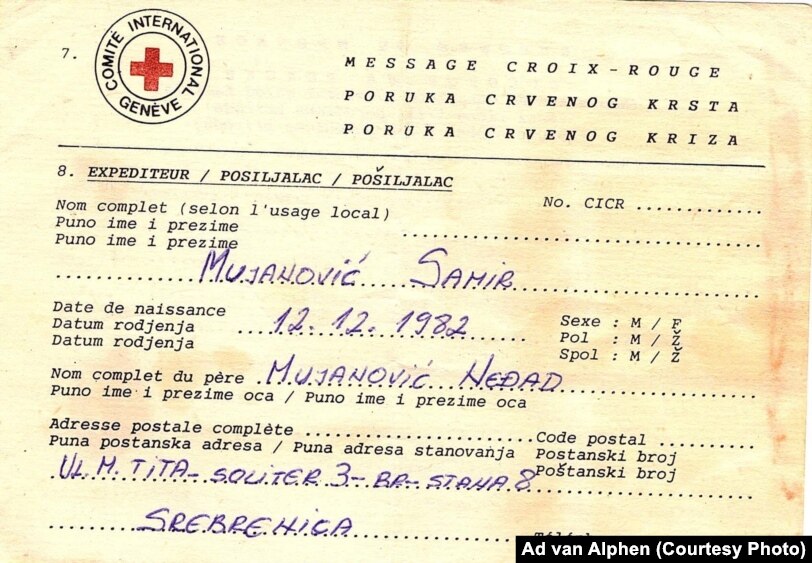 7.
COMITÉ INTERNATIONAL
GENÈVE
MESSAGE CROIX-ROUGE
PORUKA CRVENOG KRSTA
PORUKA CRVENOG KRIZA
8. EXPEDITEUR / POSILJALAC / POŠILJALAC
No. CICR .............
Nom complet (selon l'usage local)
Puno ime i prezime
Puno ime i prezime
MUJANOVIĆ SAMIR
Date de naissance
Datum rodjenja
Datum rodjenja
12.12.1982
Sexe : M / F
Pol : M / Ž
Spol : M / Ž
Nom complet du père . MUJANOVIĆ NEĐAD
Puno ime i prezime oca / Puno ime i prezime oca
Adresse postale complète ........................ Code postal ...........
Puna postanska adresa / Puna adresa stanovanja Postanski broj
Poštanski broj
UL M. TITA - SOLITER 3 - BR - STANA 8
SREBRENICA
Ad van Alphen (Courtesy Photo)